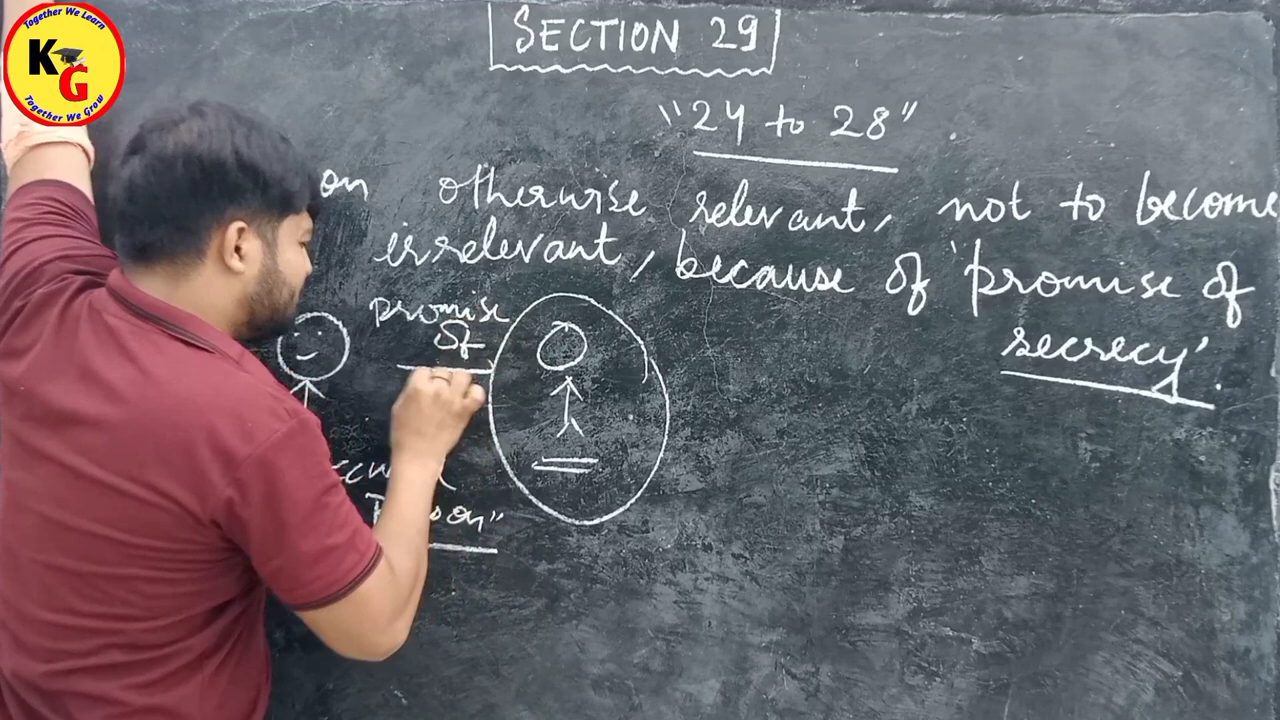 Together We Learn
KG
Together We Grow
SECTION 29
"24 to 28".
on otherwise relevant, not to become
irrelevant, because of 'promise of
secrecy'.
promise
of